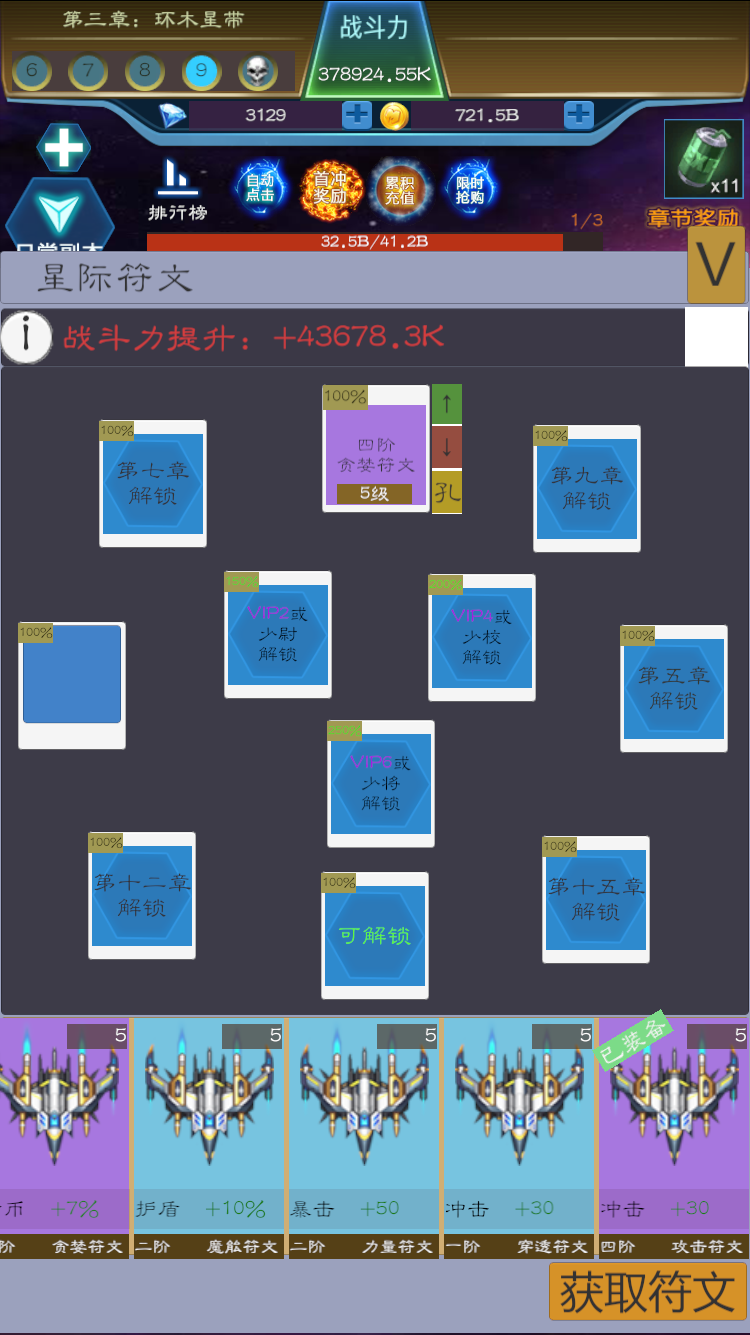 第三章：环木星带
战斗力
6 7 8 9
378924.55K
3129
721.5B
排行榜
自动
点击
首冲
奖励
累积
充值
限时
抢购
x11
1/3
章节奖励
32.5B/41.2B
星际符文
V
i 战斗力提升：+43678.3K
100%
四阶
贪婪符文
5级
↑
↓
孔
100%
第七章
解锁
100%
第九章
解锁
150%
VIP2或
少尉
解锁
200%
VIP4或
少校
解锁
100%
100%
第五章
解锁
250%
VIP6或
少将
解锁
100%
第十二章
解锁
100%
可解锁
100%
第十五章
解锁
5 5 5 5 5
已装备
币 +7%
护盾 +10%
暴击 +50
冲击 +30
冲击 +30
阶 贪婪符文
二阶 魔能符文
二阶 力量符文
一阶 穿透符文
四阶 攻击符文
获取符文